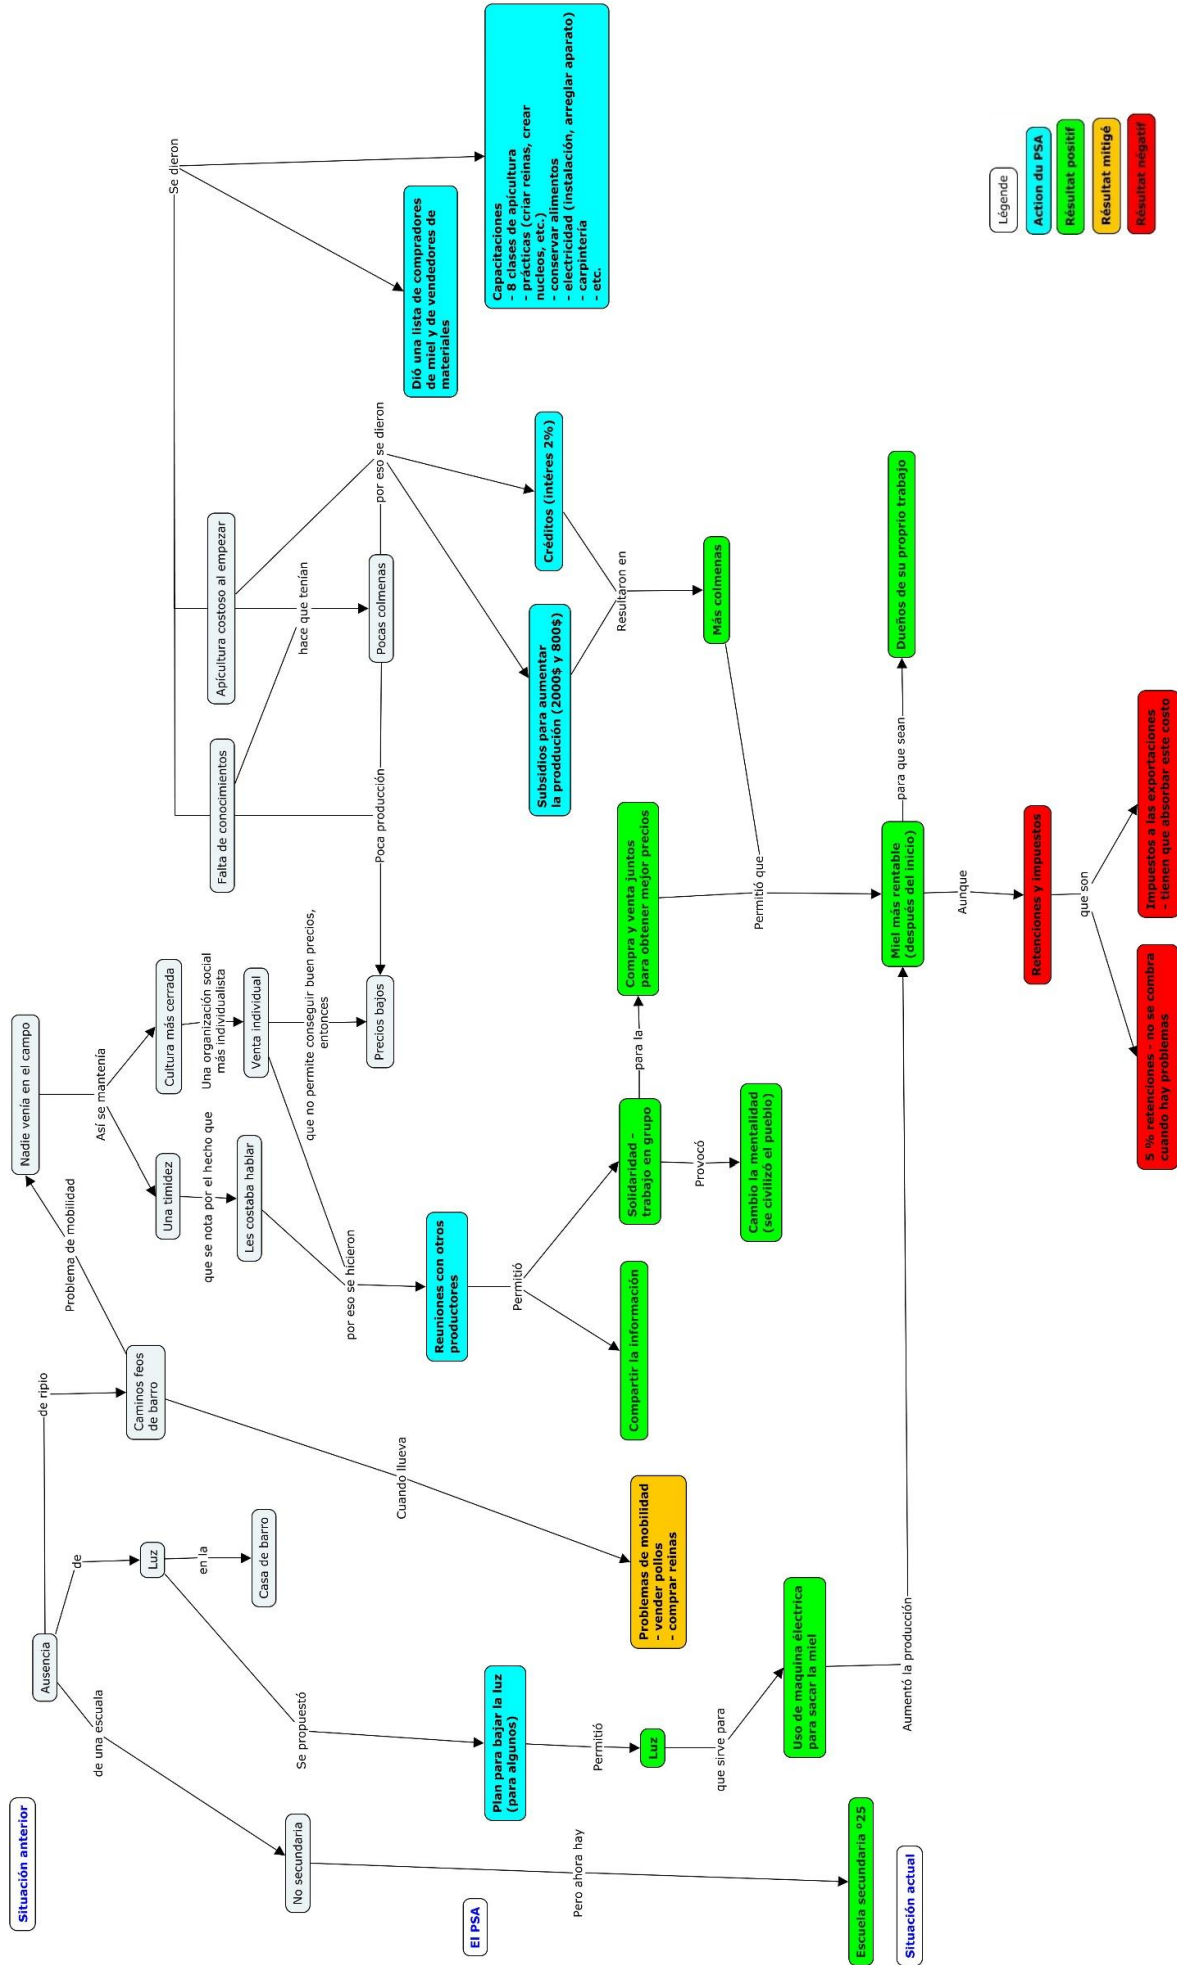 Situación anterior
Ausencia
de una escuala
de
de ripio
No secundaria
Luz
en la
Casa de barro
Caminos feos
de barro
Problema de mobilidad
Nadie venía en el campo
Así se mantenía
Una tímidez
que se nota por el hecho que
Les costaba hablar
Cultura más cerrada
Una organización social
más individualista
Venta individual
que no permite conseguir buen precios,
entonces
Precios bajos
Falta de conocimientos
Apicultura costoso al empezar
hace que tenían
Pocas colmenas
Poca producción
Se dieron
por eso se dieron
Cuando llueva
Se propuestó
por eso se hicieron
El PSA
Pero ahora hay
Plan para bajar la luz
(para algunos)
Permitió
Luz
que sirve para
Uso de maquina électrica
para sacar la miel
Aumentó la producción
Problemas de mobilidad
- vender pollos
- comprar reinas
Reuniones con otros
productores
Permitió
Compartir la información
Solidaridad –
trabajo en grupo
Provocó
Cambio la mentalidad
(se civilizó el pueblo)
para la
Compra y venta juntos
para obtener mejor precios
Subsidios para aumentar
la proddución (2000$ y 800$)
Créditos (intéres 2%)
Resultaron en
Más colmenas
Permitió que
Dió una lista de compradores
de miel y de vendedores de
materiales
Capacitaciones
- 8 clases de apicultura
- prácticas (criar reinas, crear
nucleos, etc.)
- conservar alimentos
- electricidad (instalación, arreglar aparato)
- carpintería
- etc.
Situación actual
Escuela secundaria º25
Miel más rentable
(después del inicio)
para que sean
Dueños de su proprio trabajo
Aunque
Retenciones y impuestos
que son
5 % retenciones - no se combra
cuando hay problemas
Impuestos a las exportaciones
– tienen que absorbar este costo
Légende
Action du PSA
Résultat positif
Résultat mitigé
Résultat négatif